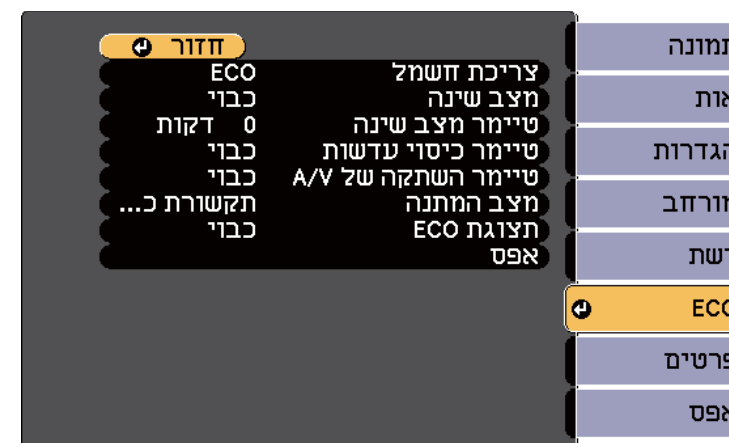 חזור
צריכת חשמל ECO
מצב שינה כבוי
טיימר מצב שינה 0 דקות
טיימר כיסוי עדשות כבוי
טיימר השתקה של A/V כבוי
מצב המתנה תקשורת כ...
תצוגת ECO כבוי
אפס
תמונה
אות
הגדרות
מורחב
רשת
ECO
פרטים
אפס